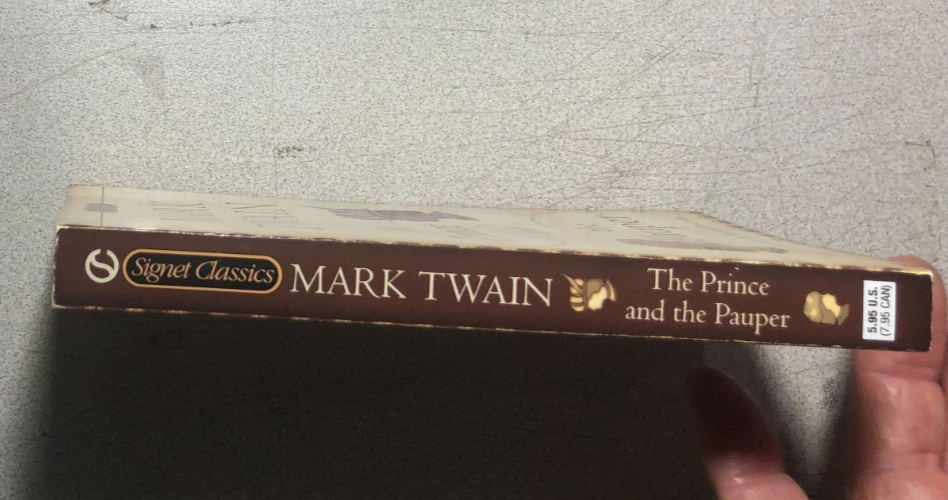 Signet Classics
MARK TWAIN
The Prince
and the Pauper
5.95 U.S.
(7.95 CAN)